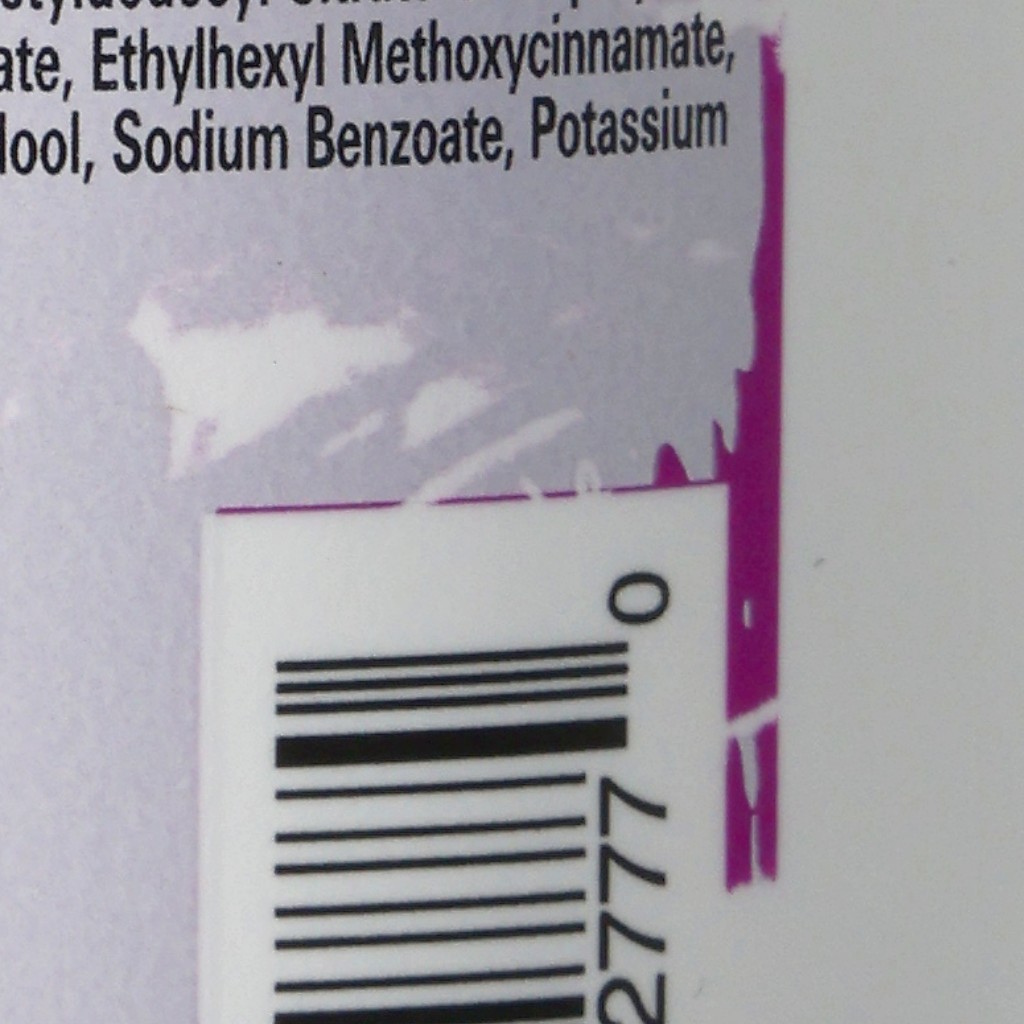 ate, Ethylhexyl Methoxycinnamate,
lool, Sodium Benzoate, Potassium
0
2777